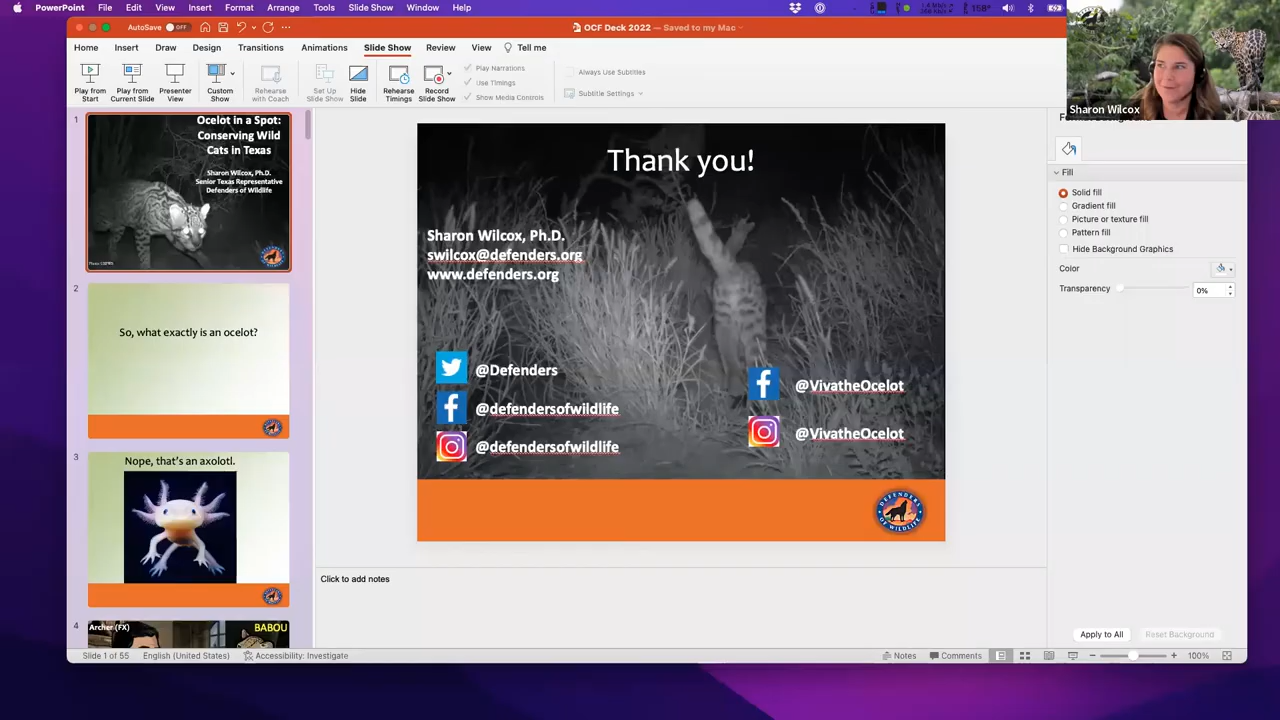 PowerPoint File Edit View Insert Format Arrange Tools Slide Show Window Help
158°
AutoSave OFF
OCF Deck 2022 — Saved to my Mac
Home Insert Draw Design Transitions Animations Slide Show Review View Tell me
Play from Start
Play from Current Slide
Presenter View
Custom Show
Rehearse with Coach
Set Up Slide Show
Hide Slide
Rehearse Timings
Record Slide Show
Play Narrations
Use Timings
Show Media Controls
Always Use Subtitles
Subtitle Settings
Sharon Wilcox
1
Ocelot in a Spot:
Conserving Wild
Cats in Texas
Sharon Wilcox, Ph.D.
Senior Texas Representative
Defenders of Wildlife
2
So, what exactly is an ocelot?
3
Nope, that's an axolotl.
4
Archer (FX)
BABOU
Thank you!
Sharon Wilcox, Ph.D.
swilcox@defenders.org
www.defenders.org
@Defenders
@defendersofwildlife
@defendersofwildlife
@VivatheOcelot
@VivatheOcelot
DEFENDERS OF WILDLIFE
Click to add notes
Fill
Solid fill
Gradient fill
Picture or texture fill
Pattern fill
Hide Background Graphics
Color
Transparency 0%
Apply to All Reset Background
Slide 1 of 55 English (United States) Accessibility: Investigate Notes Comments 100%